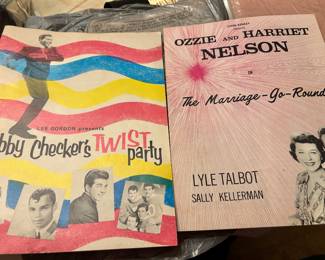 LEE GORDON presents
bby Checker's TWIST
party
OZZIE AND HARRIET
NELSON
IN
The Marriage-Go-Round
LYLE TALBOT
SALLY KELLERMAN